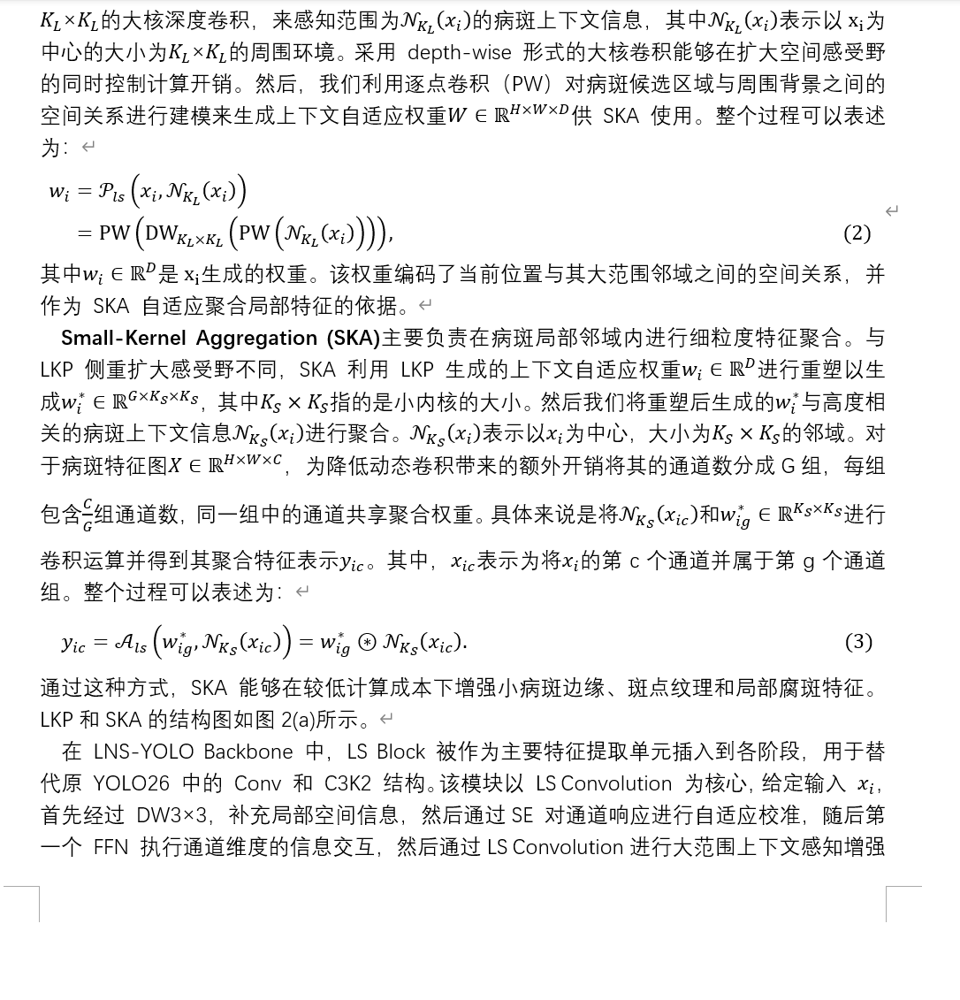 K_L×K_L的大核深度卷积，来感知范围为𝒩_{K_L}(x_i)的病斑上下文信息，其中𝒩_{K_L}(x_i)表示以 x_i为
中心的大小为K_L×K_L的周围环境。采用 depth-wise 形式的大核卷积能够在扩大空间感受野
的同时控制计算开销。然后，我们利用逐点卷积（PW）对病斑候选区域与周围背景之间的
空间关系进行建模来生成上下文自适应权重W ∈ ℝ^{H×W×D}供 SKA 使用。整个过程可以表述
为：
w_i = 𝒫_{ls}(x_i, 𝒩_{K_L}(x_i))
= PW(DW_{K_L×K_L}(PW(𝒩_{K_L}(x_i)))), (2)
其中w_i ∈ ℝ^D是 x_i生成的权重。该权重编码了当前位置与其大范围邻域之间的空间关系，并
作为 SKA 自适应聚合局部特征的依据。
Small-Kernel Aggregation (SKA)主要负责在病斑局部邻域内进行细粒度特征聚合。与
LKP 侧重扩大感受野不同，SKA 利用 LKP 生成的上下文自适应权重w_i ∈ ℝ^D进行重塑以生
成w_i^* ∈ ℝ^{G×K_S×K_S}，其中K_S × K_S指的是小内核的大小。然后我们将重塑后生成的w_i^*与高度相
关的病斑上下文信息𝒩_{K_S}(x_i)进行聚合。𝒩_{K_S}(x_i)表示以x_i为中心，大小为K_S × K_S的邻域。对
于病斑特征图X ∈ ℝ^{H×W×C}，为降低动态卷积带来的额外开销将其的通道数分成 G 组，每组
包含\frac{C}{G}组通道数，同一组中的通道共享聚合权重。具体来说是将𝒩_{K_S}(x_{ic})和w_{ig}^* ∈ ℝ^{K_S×K_S}进行
卷积运算并得到其聚合特征表示y_{ic}。其中，x_{ic}表示为将x_i的第 c 个通道并属于第 g 个通道
组。整个过程可以表述为：
y_{ic} = 𝒜_{ls}(w_{ig}^*, 𝒩_{K_S}(x_{ic})) = w_{ig}^* ⊛ 𝒩_{K_S}(x_{ic}). (3)
通过这种方式，SKA 能够在较低计算成本下增强小病斑边缘、斑点纹理和局部腐斑特征。
LKP 和 SKA 的结构图如图 2(a)所示。
在 LNS-YOLO Backbone 中，LS Block 被作为主要特征提取单元插入到各阶段，用于替
代原 YOLO26 中的 Conv 和 C3K2 结构。该模块以 LS Convolution 为核心，给定输入 x_i，
首先经过 DW3×3，补充局部空间信息，然后通过 SE 对通道响应进行自适应校准，随后第
一个 FFN 执行通道维度的信息交互，然后通过 LS Convolution 进行大范围上下文感知增强